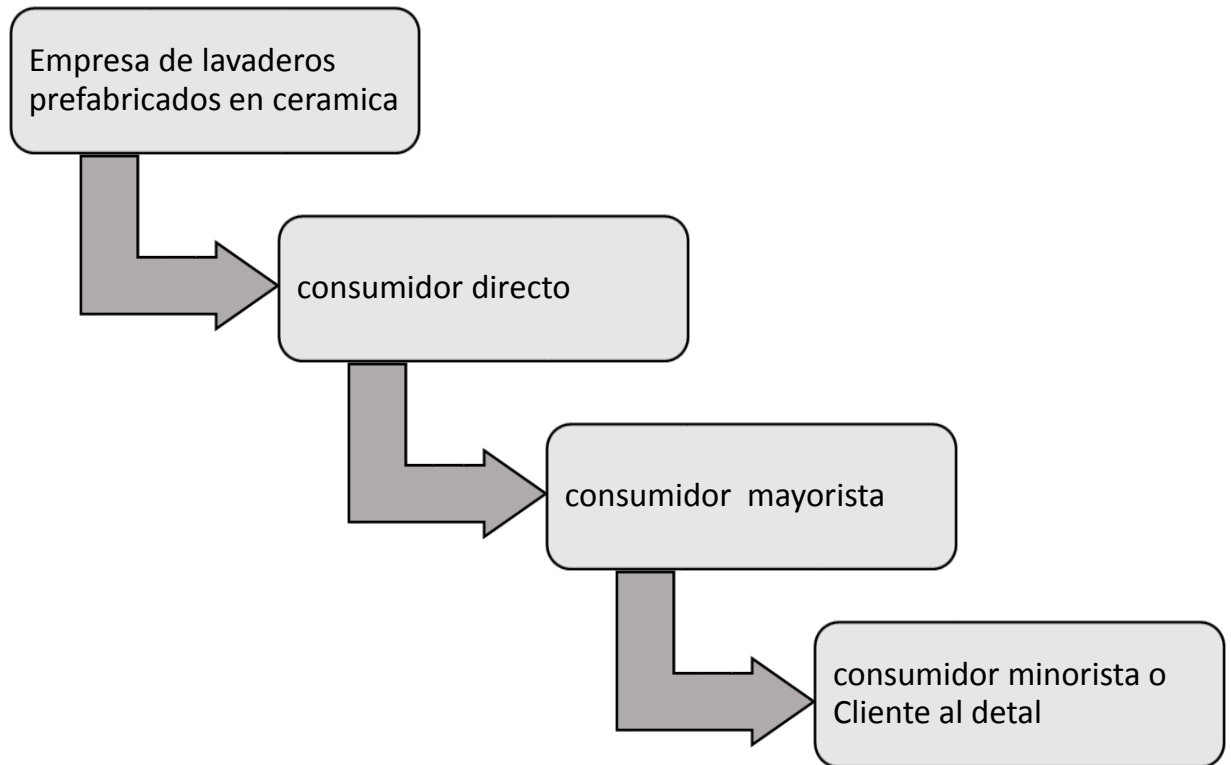 Empresa de lavaderos
prefabricados en ceramica
consumidor directo
consumidor  mayorista
consumidor minorista o
Cliente al detal